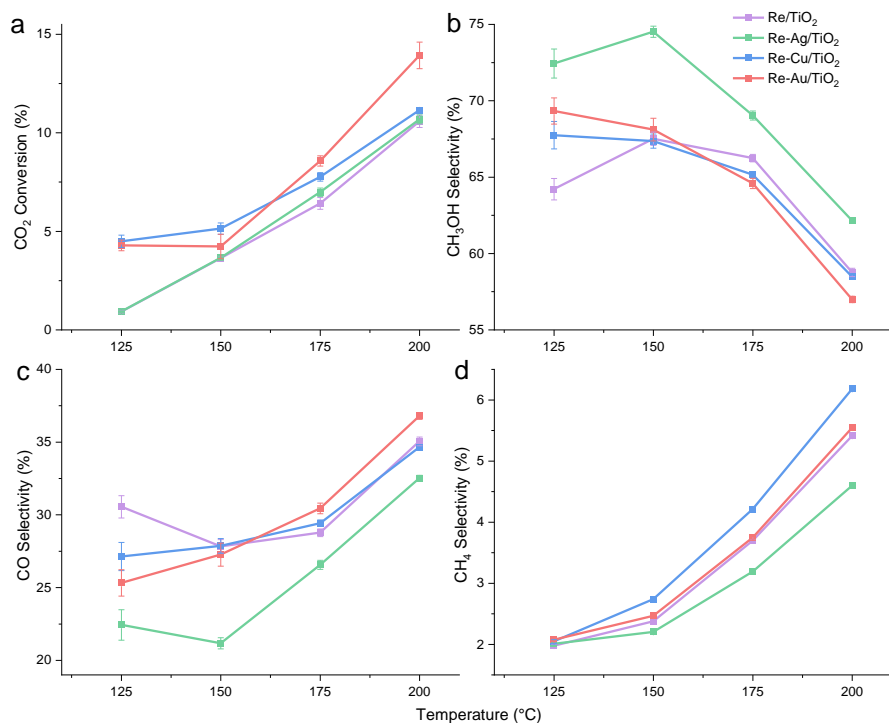 a
CO₂ Conversion (%)
15
10
5
0
125 150 175 200
b
CH₃OH Selectivity (%)
75
70
65
60
55
125 150 175 200
Re/TiO₂
Re-Ag/TiO₂
Re-Cu/TiO₂
Re-Au/TiO₂
c
CO Selectivity (%)
40
35
30
25
20
125 150 175 200
d
CH₄ Selectivity (%)
6
5
4
3
2
125 150 175 200
Temperature (°C)